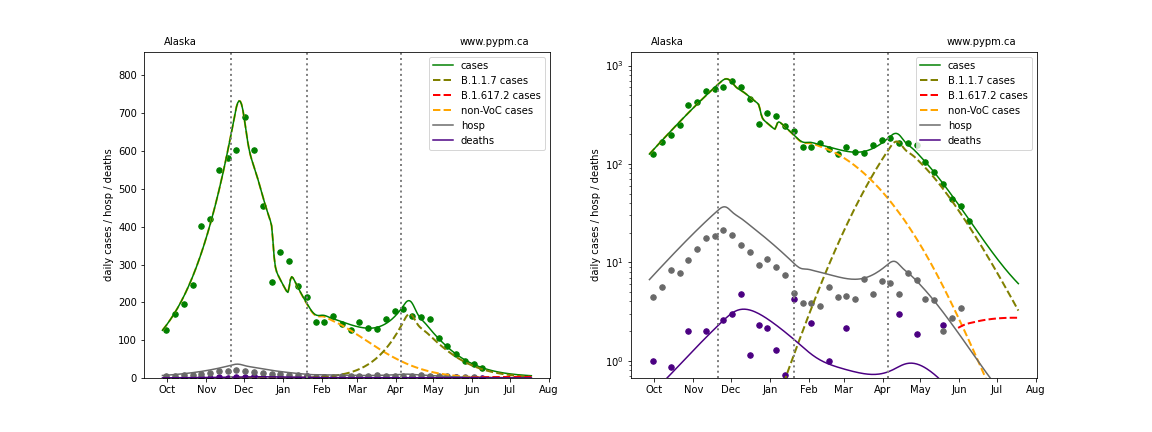 Alaska www.pypm.ca
cases
B.1.1.7 cases
B.1.617.2 cases
non-VoC cases
hosp
deaths
daily cases / hosp / deaths
800
700
600
500
400
300
200
100
0
Oct Nov Dec Jan Feb Mar Apr May Jun Jul Aug
Alaska www.pypm.ca
cases
B.1.1.7 cases
B.1.617.2 cases
non-VoC cases
hosp
deaths
daily cases / hosp / deaths
10³
10²
10¹
10⁰
Oct Nov Dec Jan Feb Mar Apr May Jun Jul Aug